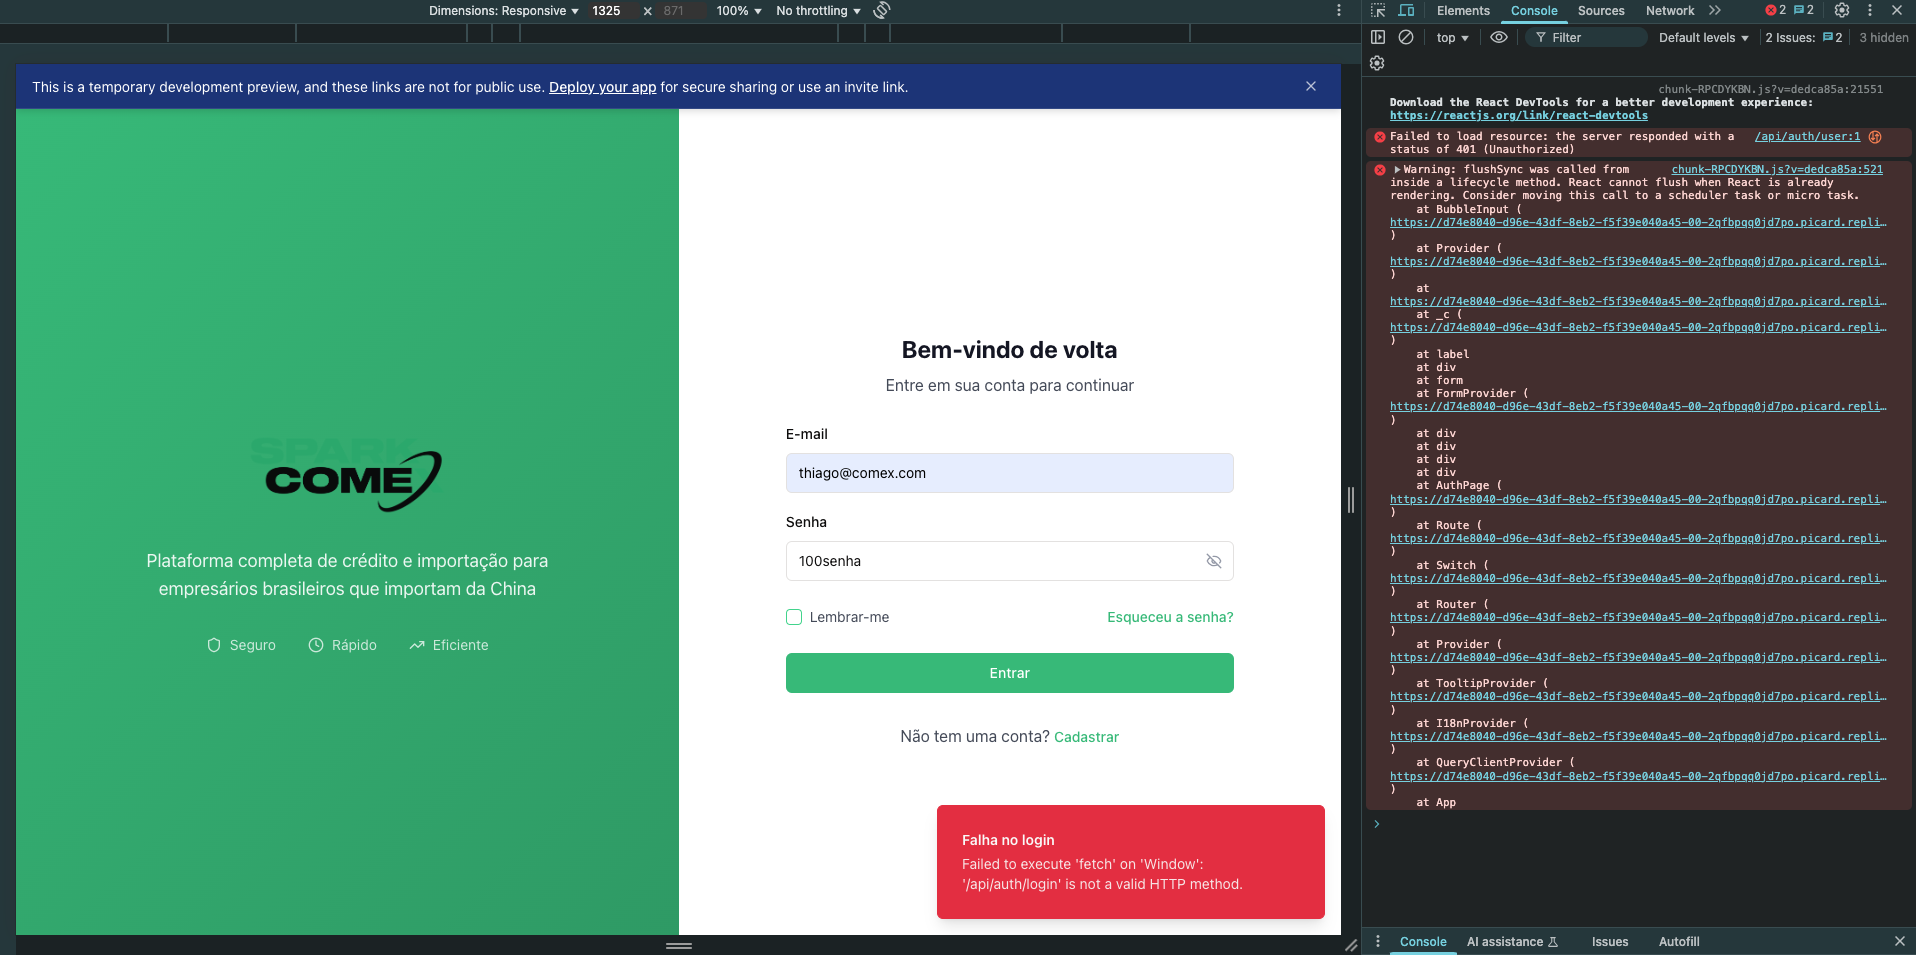 Dimensions: Responsive 1325 × 871 100% No throttling
This is a temporary development preview, and these links are not for public use. Deploy your app for secure sharing or use an invite link.
SPARK
COME
Plataforma completa de crédito e importação para
empresários brasileiros que importam da China
Seguro Rápido Eficiente
Bem-vindo de volta
Entre em sua conta para continuar
E-mail
thiago@comex.com
Senha
100senha
Lembrar-me Esqueceu a senha?
Entrar
Não tem uma conta? Cadastrar
Falha no login
Failed to execute 'fetch' on 'Window':
'/api/auth/login' is not a valid HTTP method.
Elements Console Sources Network 2 2
top Filter Default levels 2 Issues: 2 3 hidden
chunk-RPCDYKBN.js?v=dedca85a:21551
Download the React DevTools for a better development experience:
https://reactjs.org/link/react-devtools
Failed to load resource: the server responded with a /api/auth/user:1
status of 401 (Unauthorized)
Warning: flushSync was called from chunk-RPCDYKBN.js?v=dedca85a:521
inside a lifecycle method. React cannot flush when React is already
rendering. Consider moving this call to a scheduler task or micro task.
at BubbleInput (
https://d74e8040-d96e-43df-8eb2-f5f39e040a45-00-2qfbpqq0jd7po.picard.repli…
)
at Provider (
https://d74e8040-d96e-43df-8eb2-f5f39e040a45-00-2qfbpqq0jd7po.picard.repli…
)
at
https://d74e8040-d96e-43df-8eb2-f5f39e040a45-00-2qfbpqq0jd7po.picard.repli…
at _c (
https://d74e8040-d96e-43df-8eb2-f5f39e040a45-00-2qfbpqq0jd7po.picard.repli…
)
at label
at div
at form
at FormProvider (
https://d74e8040-d96e-43df-8eb2-f5f39e040a45-00-2qfbpqq0jd7po.picard.repli…
)
at div
at div
at div
at div
at AuthPage (
https://d74e8040-d96e-43df-8eb2-f5f39e040a45-00-2qfbpqq0jd7po.picard.repli…
)
at Route (
https://d74e8040-d96e-43df-8eb2-f5f39e040a45-00-2qfbpqq0jd7po.picard.repli…
)
at Switch (
https://d74e8040-d96e-43df-8eb2-f5f39e040a45-00-2qfbpqq0jd7po.picard.repli…
)
at Router (
https://d74e8040-d96e-43df-8eb2-f5f39e040a45-00-2qfbpqq0jd7po.picard.repli…
)
at Provider (
https://d74e8040-d96e-43df-8eb2-f5f39e040a45-00-2qfbpqq0jd7po.picard.repli…
)
at TooltipProvider (
https://d74e8040-d96e-43df-8eb2-f5f39e040a45-00-2qfbpqq0jd7po.picard.repli…
)
at I18nProvider (
https://d74e8040-d96e-43df-8eb2-f5f39e040a45-00-2qfbpqq0jd7po.picard.repli…
)
at QueryClientProvider (
https://d74e8040-d96e-43df-8eb2-f5f39e040a45-00-2qfbpqq0jd7po.picard.repli…
)
at App
Console AI assistance Issues Autofill